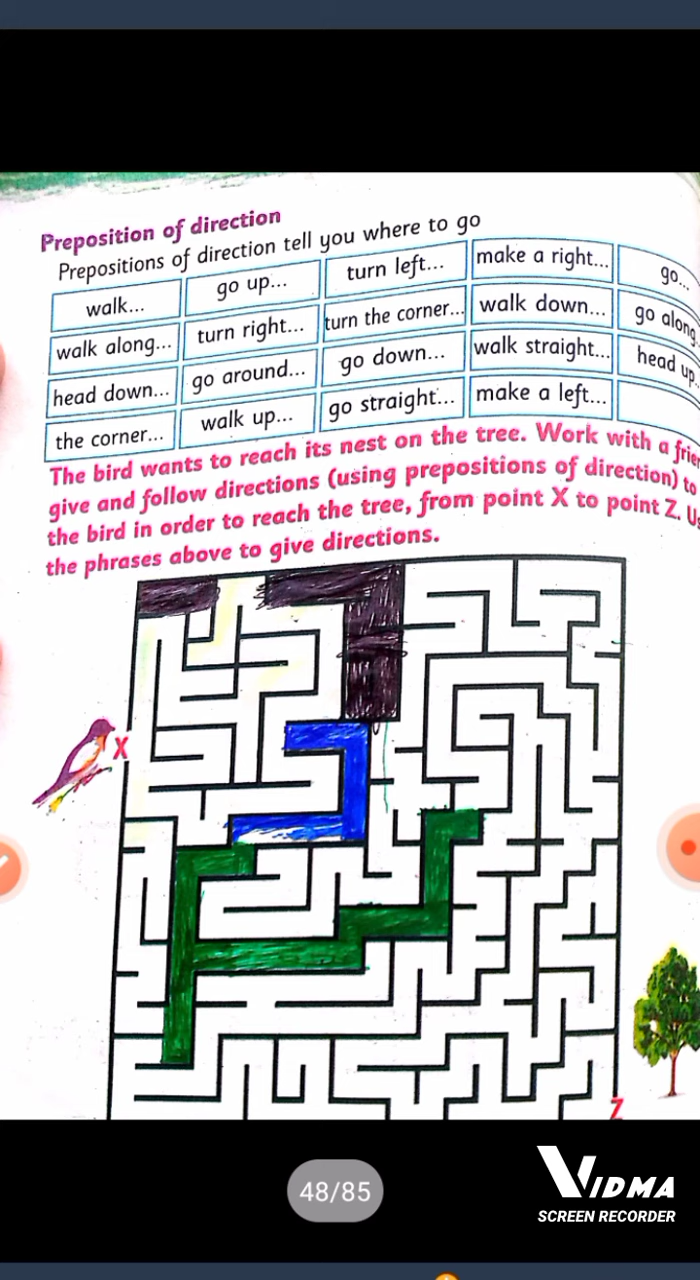 Preposition of direction
Prepositions of direction tell you where to go
walk... go up... turn left... make a right... go...
walk along... turn right... turn the corner... walk down... go along
head down... go around... go down... walk straight... head up
the corner... walk up... go straight... make a left...
The bird wants to reach its nest on the tree. Work with a
give and follow directions (using prepositions of direction) to
the bird in order to reach the tree, from point X to point Z.
the phrases above to give directions.
X
Z
48/85
VIDMA
SCREEN RECORDER